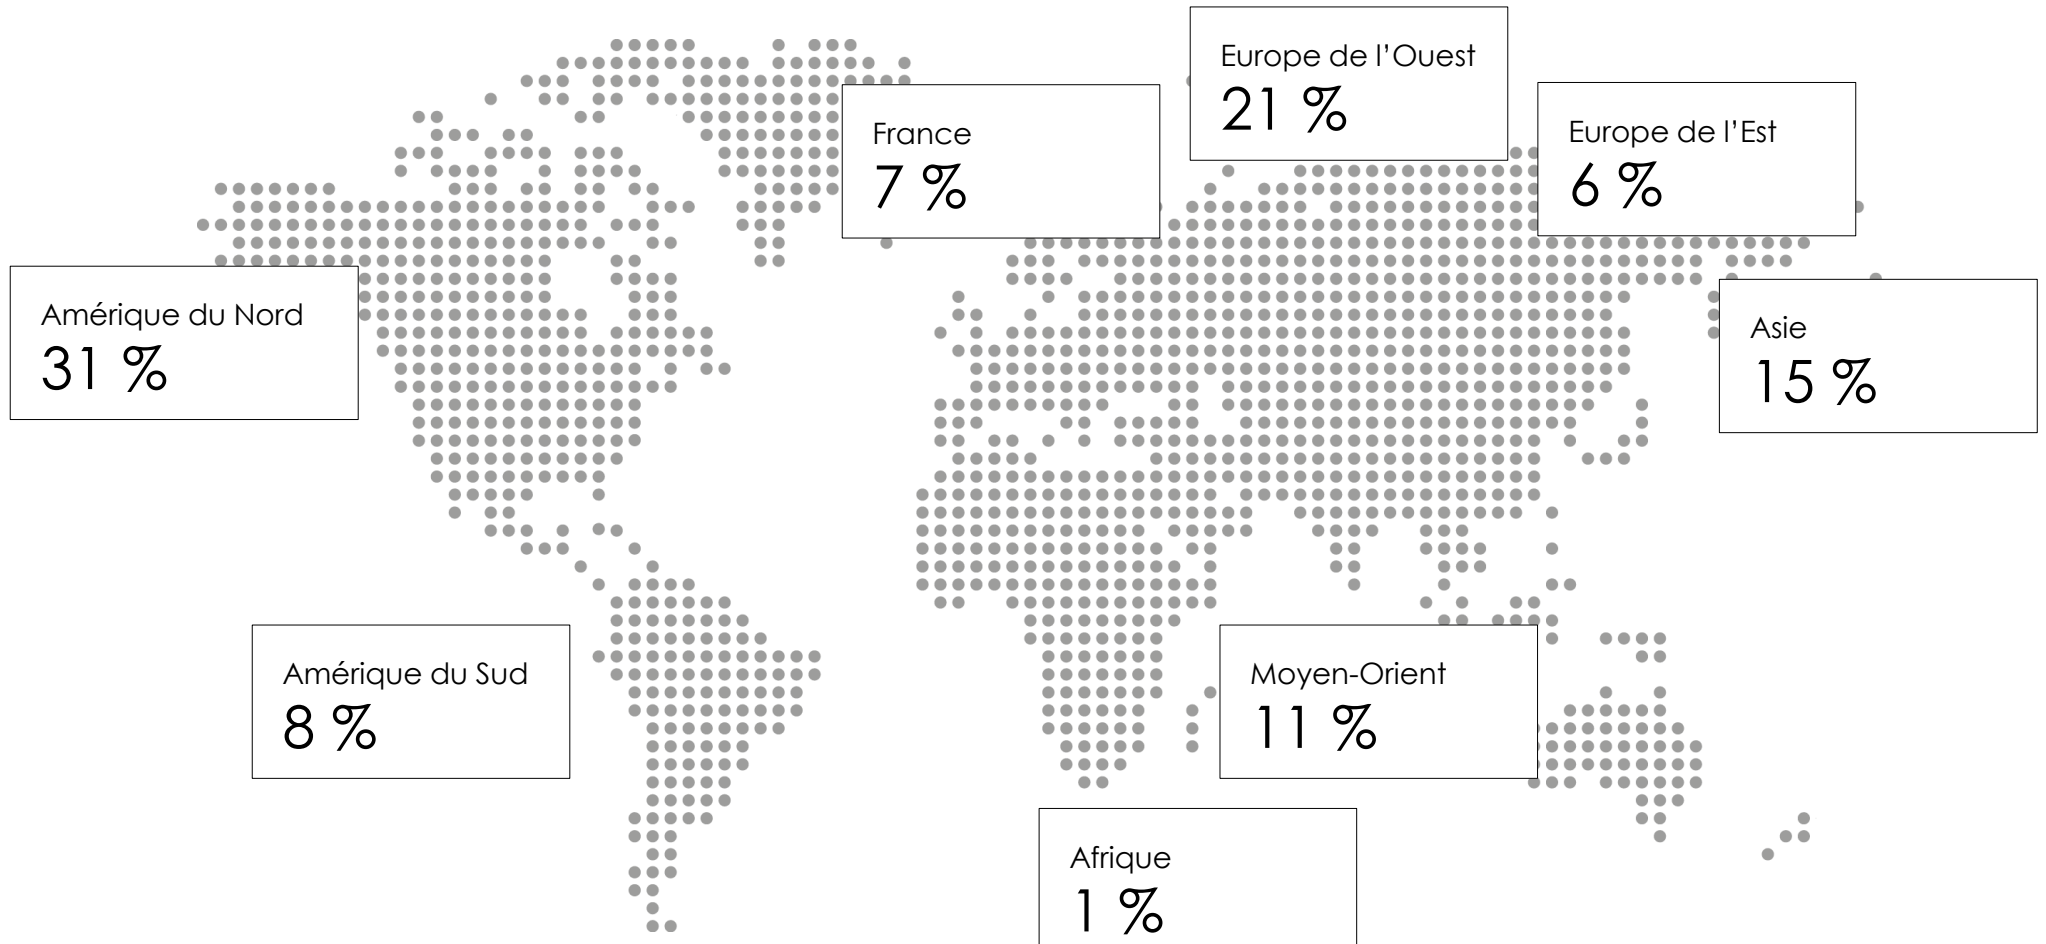 Europe de l’Ouest
21 %
France
7 %
Europe de l’Est
6 %
Amérique du Nord
31 %
Asie
15 %
Amérique du Sud
8 %
Moyen-Orient
11 %
Afrique
1 %